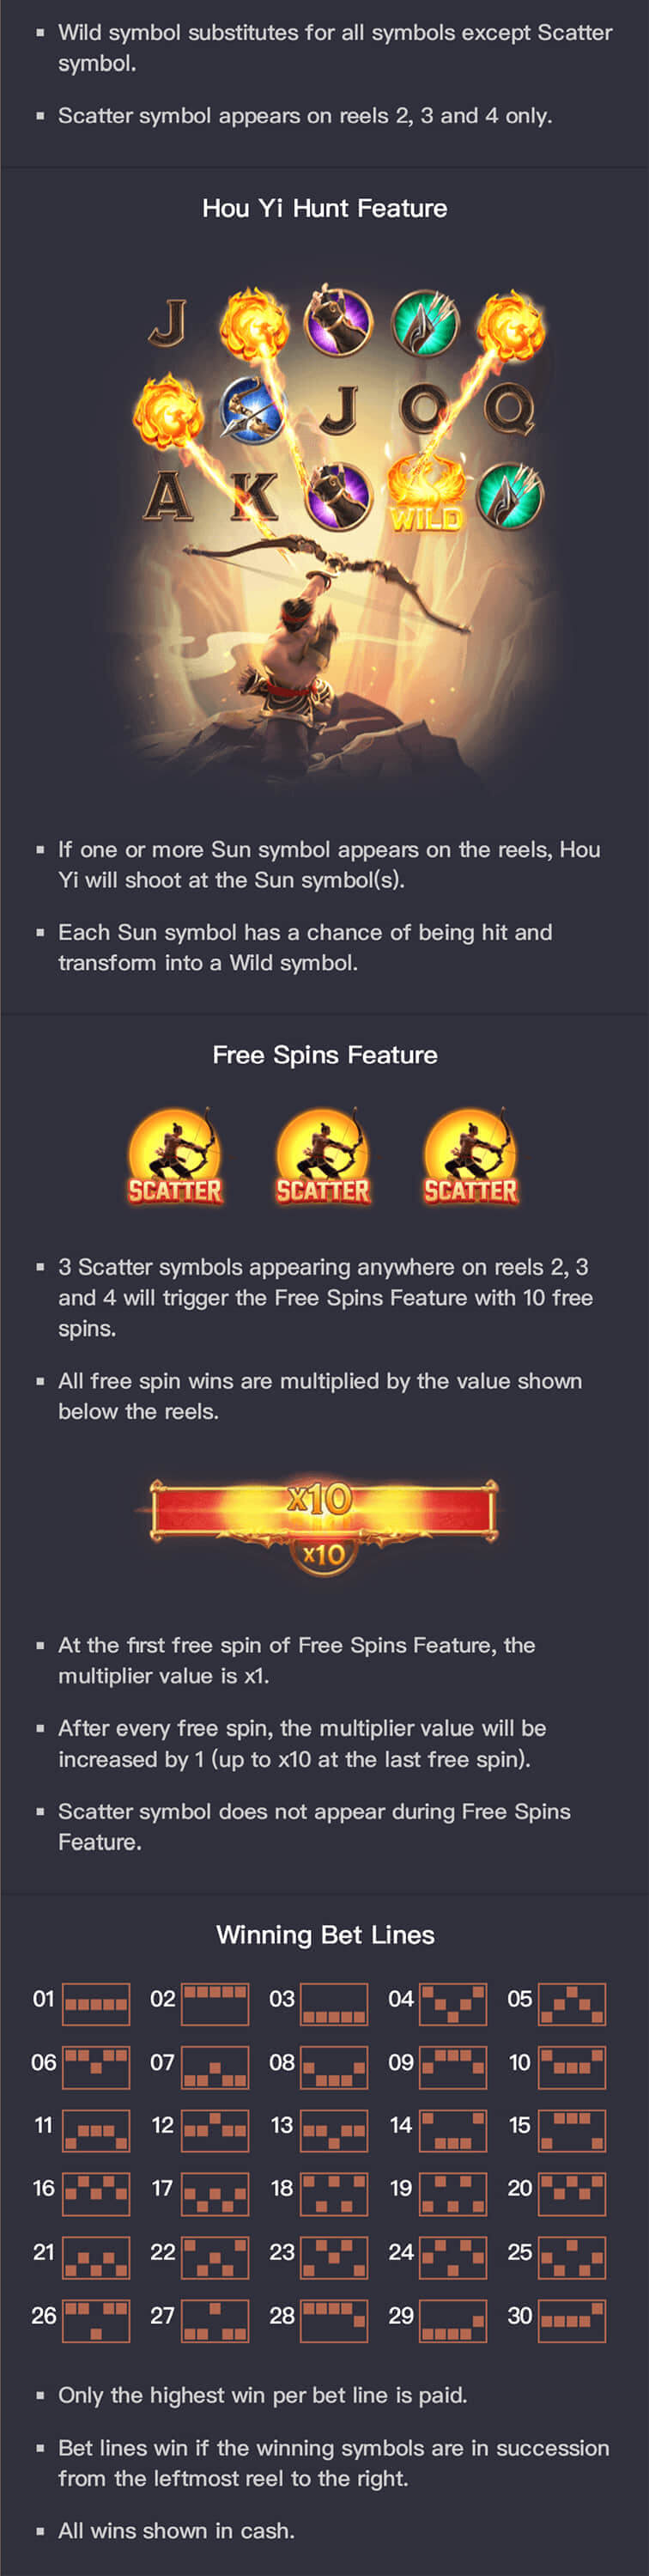 ▪ Wild symbol substitutes for all symbols except Scatter
symbol.
▪ Scatter symbol appears on reels 2, 3 and 4 only.
Hou Yi Hunt Feature
J
J Q Q
A K WILD
▪ If one or more Sun symbol appears on the reels, Hou
Yi will shoot at the Sun symbol(s).
▪ Each Sun symbol has a chance of being hit and
transform into a Wild symbol.
Free Spins Feature
SCATTER SCATTER SCATTER
▪ 3 Scatter symbols appearing anywhere on reels 2, 3
and 4 will trigger the Free Spins Feature with 10 free
spins.
▪ All free spin wins are multiplied by the value shown
below the reels.
x10
x10
▪ At the first free spin of Free Spins Feature, the
multiplier value is x1.
▪ After every free spin, the multiplier value will be
increased by 1 (up to x10 at the last free spin).
▪ Scatter symbol does not appear during Free Spins
Feature.
Winning Bet Lines
01 02 03 04 05
06 07 08 09 10
11 12 13 14 15
16 17 18 19 20
21 22 23 24 25
26 27 28 29 30
▪ Only the highest win per bet line is paid.
▪ Bet lines win if the winning symbols are in succession
from the leftmost reel to the right.
▪ All wins shown in cash.